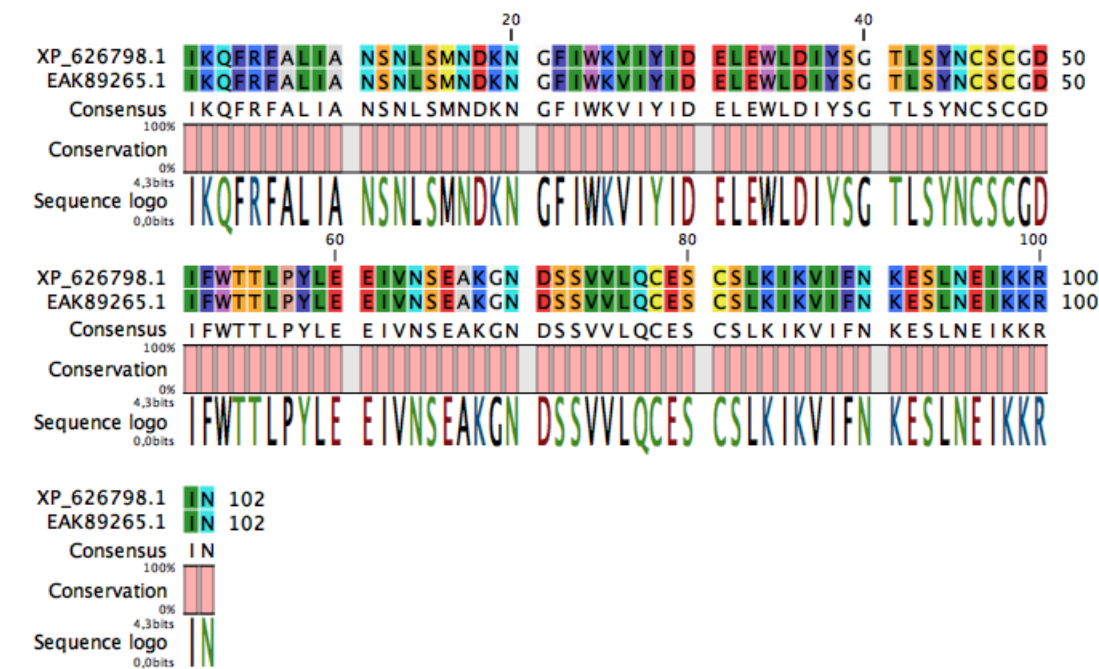 20 40
XP_626798.1 IKQFRFALIA NSNLSMNDKN GFIWKVIYID ELEWLDIYSG TLSYNCSCGD 50
EAK89265.1 IKQFRFALIA NSNLSMNDKN GFIWKVIYID ELEWLDIYSG TLSYNCSCGD 50
Consensus IKQFRFALIA NSNLSMNDKN GFIWKVIYID ELEWLDIYSG TLSYNCSCGD
100%
Conservation
0%
4,3bits
Sequence logo IKQFRFALIA NSNLSMNDKN GFIWKVIYID ELEWLDIYSG TLSYNCSCGD
0,0bits
60 80 100
XP_626798.1 IFWTTLPYLE EIVNSEAKGN DSSVVLQCES CSLKIKVIFN KESLNEIKKR 100
EAK89265.1 IFWTTLPYLE EIVNSEAKGN DSSVVLQCES CSLKIKVIFN KESLNEIKKR 100
Consensus IFWTTLPYLE EIVNSEAKGN DSSVVLQCES CSLKIKVIFN KESLNEIKKR
100%
Conservation
0%
4,3bits
Sequence logo IFWTTLPYLE EIVNSEAKGN DSSVVLQCES CSLKIKVIFN KESLNEIKKR
0,0bits
XP_626798.1 IN 102
EAK89265.1 IN 102
Consensus IN
100%
Conservation
0%
4,3bits
Sequence logo IN
0,0bits